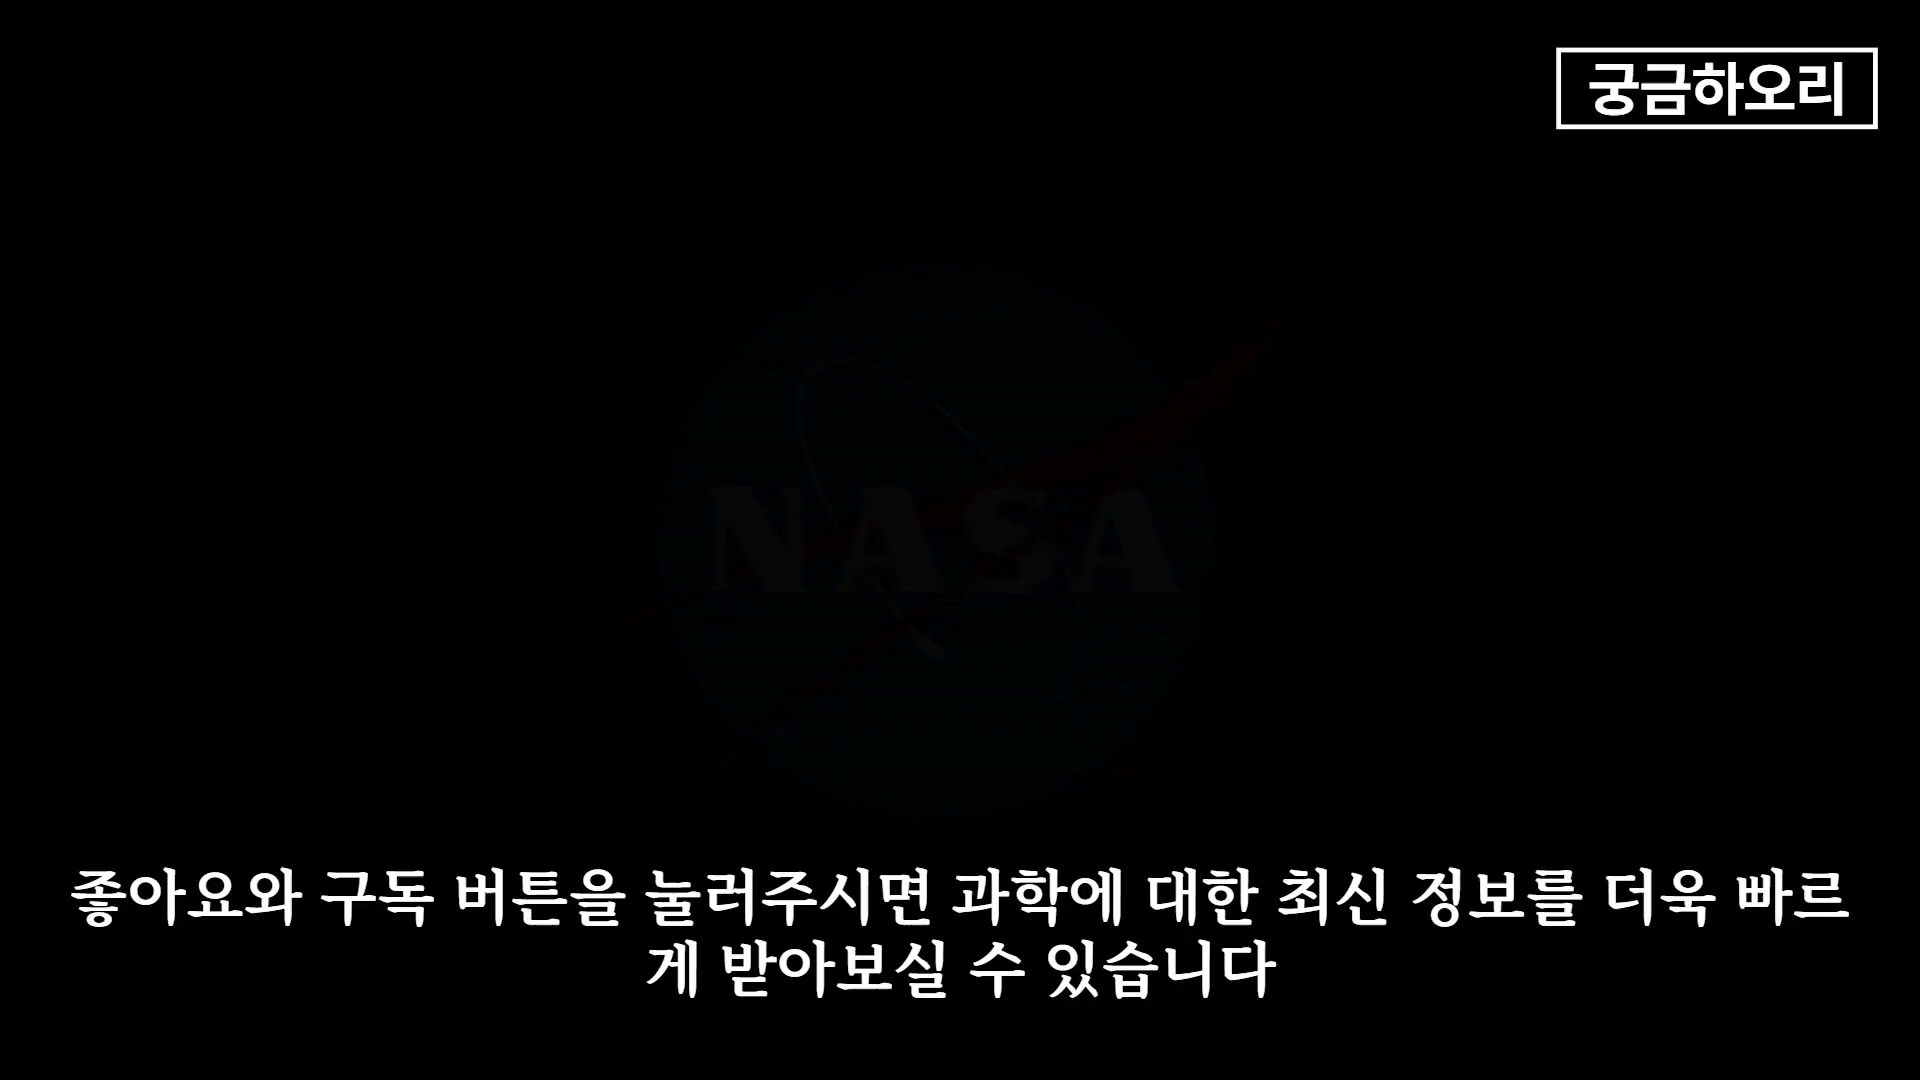 궁금하오리
NASA
좋아요와 구독 버튼을 눌러주시면 과학에 대한 최신 정보를 더욱 빠르
게 받아보실 수 있습니다